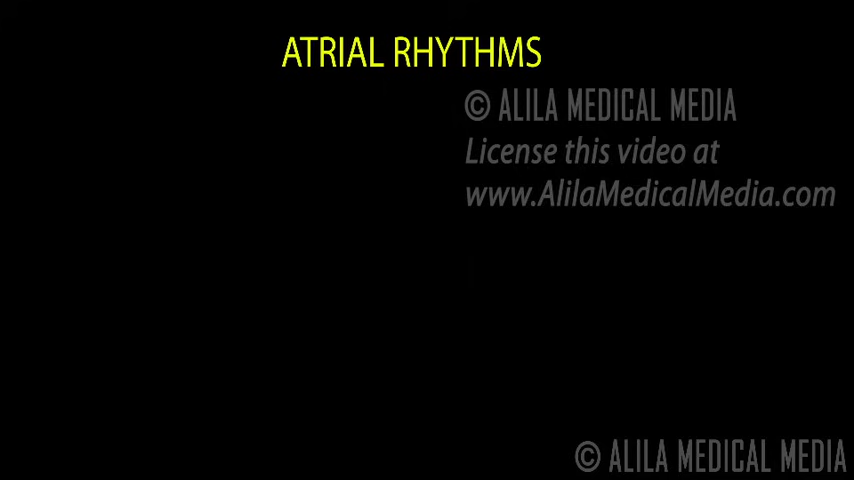 ATRIAL RHYTHMS
© ALILA MEDICAL MEDIA
License this video at
www.AlilaMedicalMedia.com
© ALILA MEDICAL MEDIA